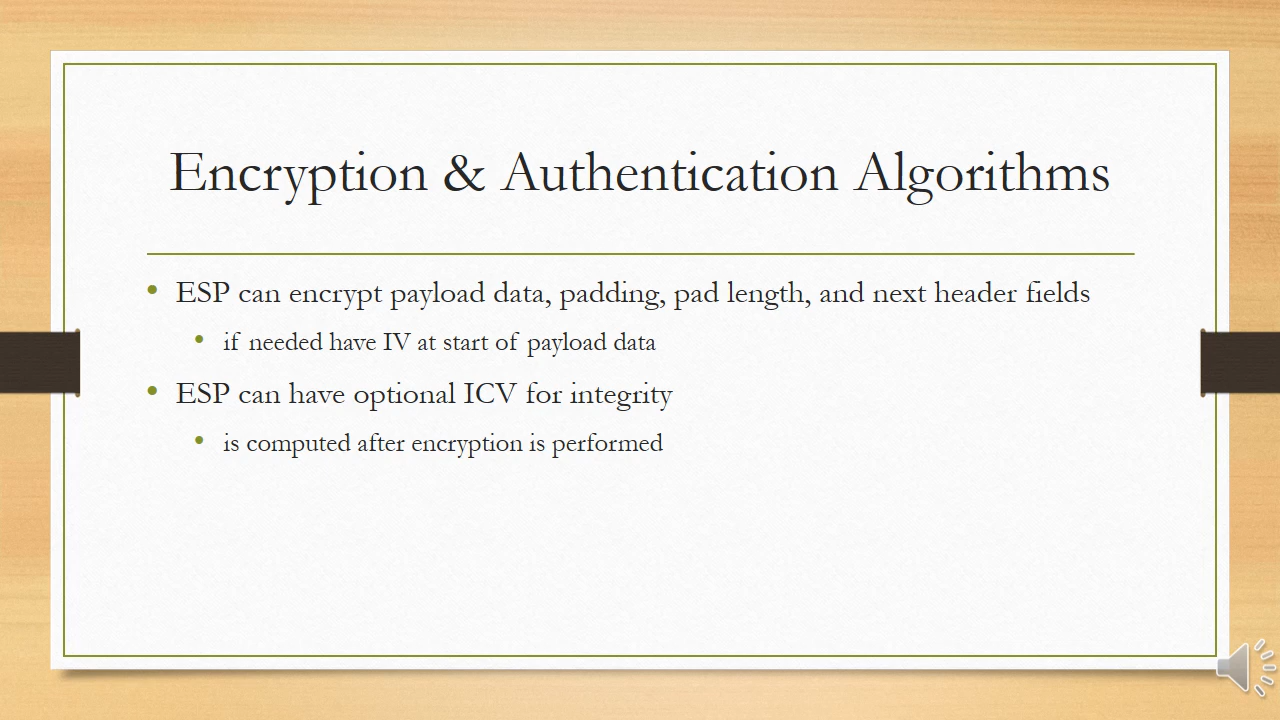 Encryption & Authentication Algorithms
• ESP can encrypt payload data, padding, pad length, and next header fields
• if needed have IV at start of payload data
• ESP can have optional ICV for integrity
• is computed after encryption is performed